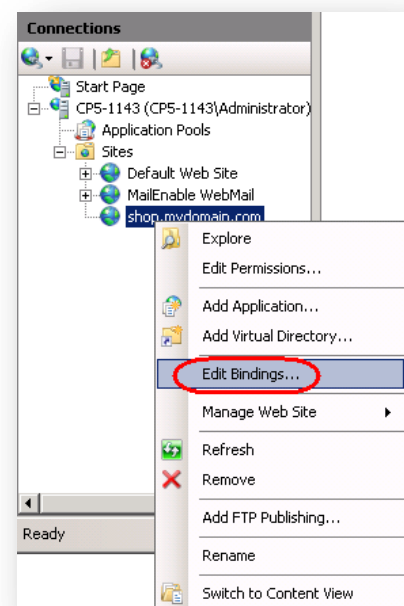 Connections
Start Page
CP5-1143 (CP5-1143\Administrator)
Application Pools
Sites
Default Web Site
MailEnable WebMail
shop.mydomain.com
Explore
Edit Permissions...
Add Application...
Add Virtual Directory...
Edit Bindings...
Manage Web Site
Refresh
Remove
Add FTP Publishing...
Rename
Switch to Content View
Ready